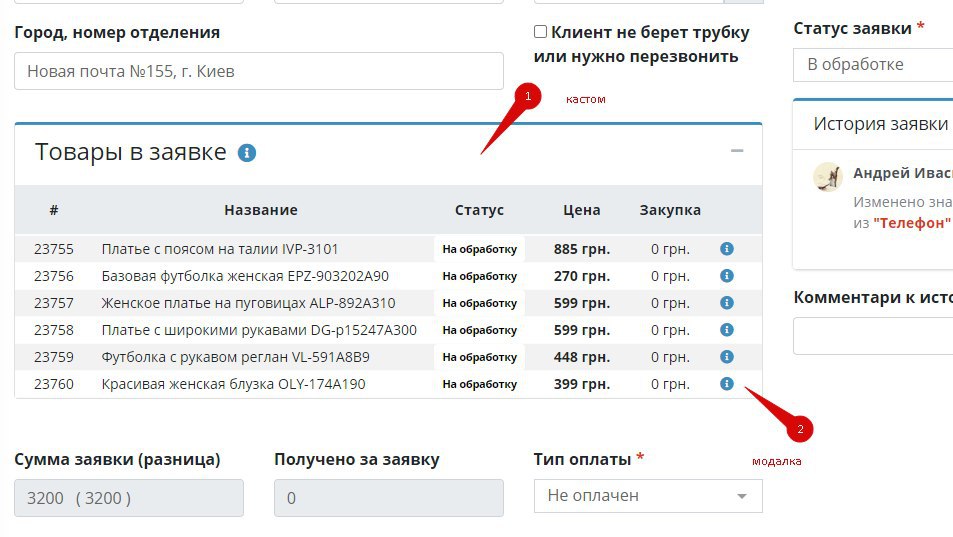 Город, номер отделения
Новая почта №155, г. Киев
Клиент не берет трубку
или нужно перезвонить
1
кастом
Статус заявки *
В обработке
Товары в заявке
# Название Статус Цена Закупка
23755 Платье с поясом на талии IVP-3101 На обработку 885 грн. 0 грн.
23756 Базовая футболка женская EPZ-903202A90 На обработку 270 грн. 0 грн.
23757 Женское платье на пуговицах ALP-892A310 На обработку 599 грн. 0 грн.
23758 Платье с широкими рукавами DG-p15247A300 На обработку 599 грн. 0 грн.
23759 Футболка с рукавом реглан VL-591A8B9 На обработку 448 грн. 0 грн.
23760 Красивая женская блузка OLY-174A190 На обработку 399 грн. 0 грн.
2
модалка
История заявки
Андрей Иваc
Изменено зна
из "Телефон"
Комментари к исто
Сумма заявки (разница)
3200 ( 3200 )
Получено за заявку
0
Тип оплаты *
Не оплачен